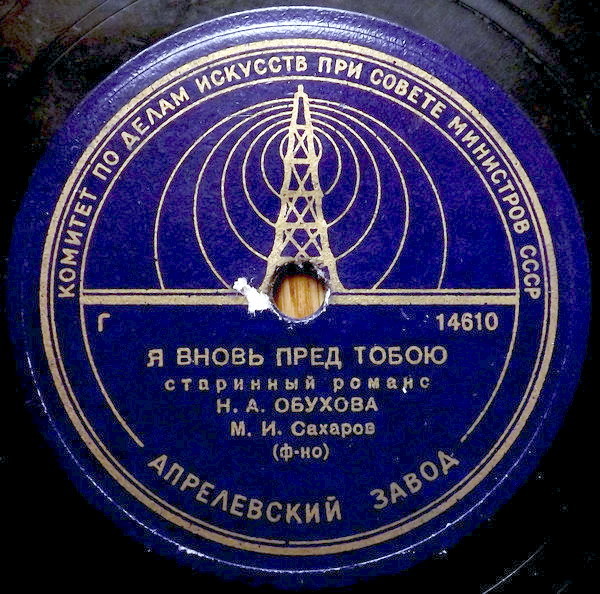 КОМИТЕТ ПО ДЕЛАМ ИСКУССТВ ПРИ СОВЕТЕ МИНИСТРОВ СССР
Г 14610
Я ВНОВЬ ПРЕД ТОБОЮ
старинный романс
Н. А. ОБУХОВА
М. И. Сахаров
(ф-но)
АПРЕЛЕВСКИЙ ЗАВОД